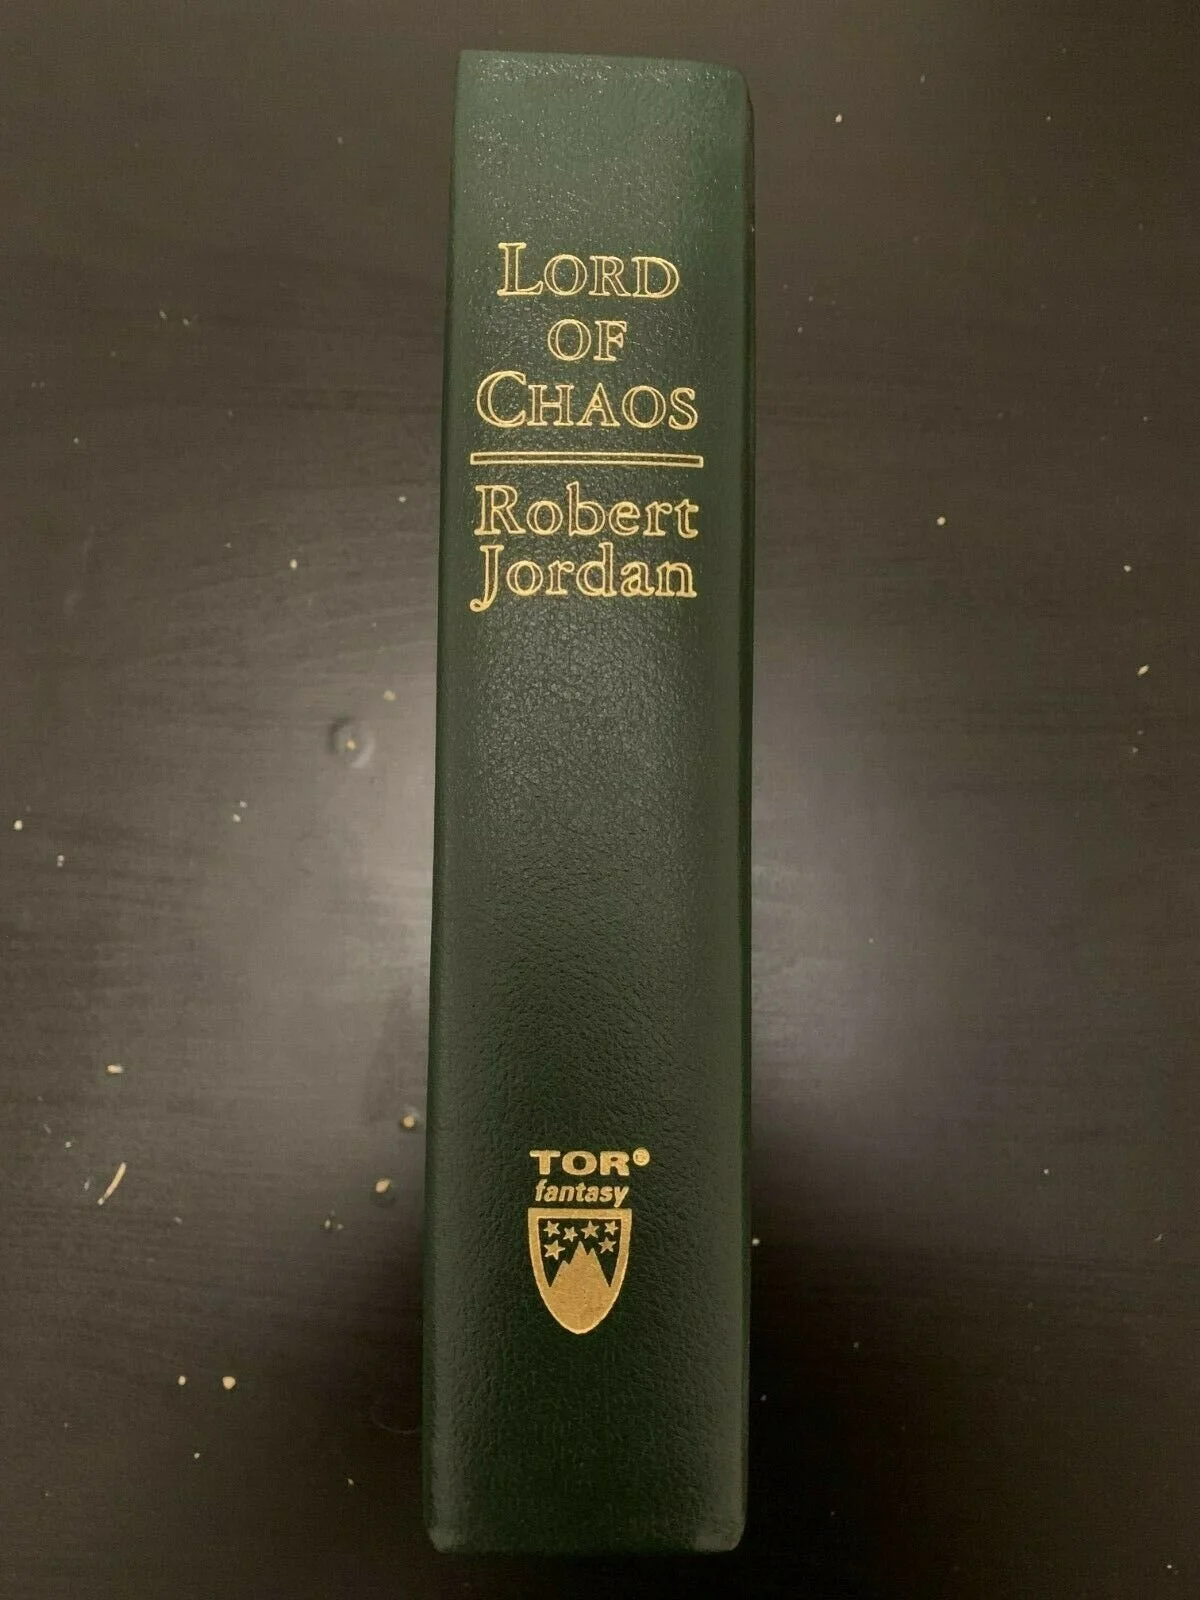 LORD
OF
CHAOS
Robert
Jordan
TOR®
fantasy